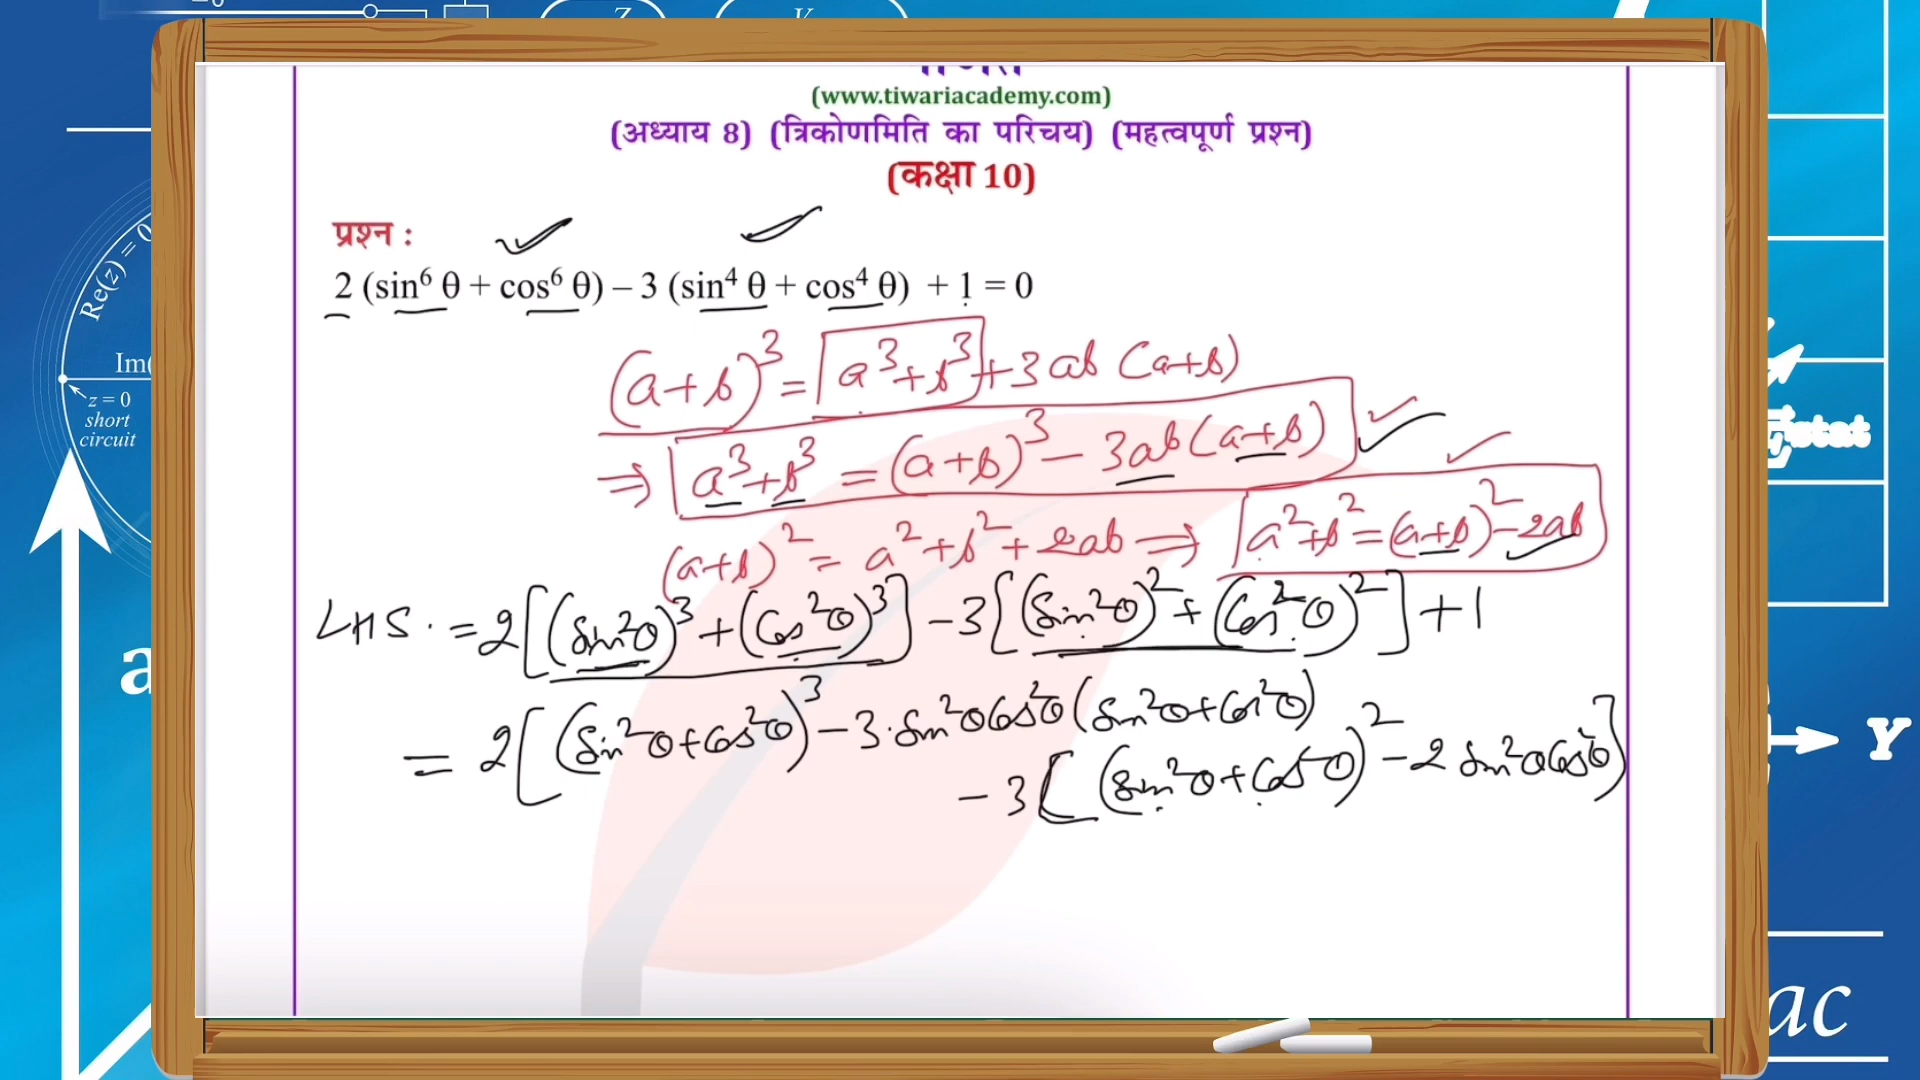 (www.tiwariacademy.com)
(अध्याय 8) (त्रिकोणमिति का परिचय) (महत्वपूर्ण प्रश्न)
(कक्षा 10)
प्रश्न :
2 (sin⁶ θ + cos⁶ θ) – 3 (sin⁴ θ + cos⁴ θ) + 1 = 0
(a+b)³ = a³+b³+3ab (a+b)
⇒ a³+b³ = (a+b)³ – 3ab (a+b)
(a+b)² = a²+b²+2ab ⇒ a²+b² = (a+b)²-2ab
LHS. = 2[(sin²θ)³+(cos²θ)³] – 3[(sin²θ)²+(cos²θ)²] + 1
= 2[(sin²θ+cos²θ)³ – 3·sin²θcos²θ(sin²θ+cos²θ)
– 3[(sin²θ+cos²θ)² – 2 sin²θcos²θ]
Re(z) = 0
Im(
z = 0
short
circuit
a
Y
ac